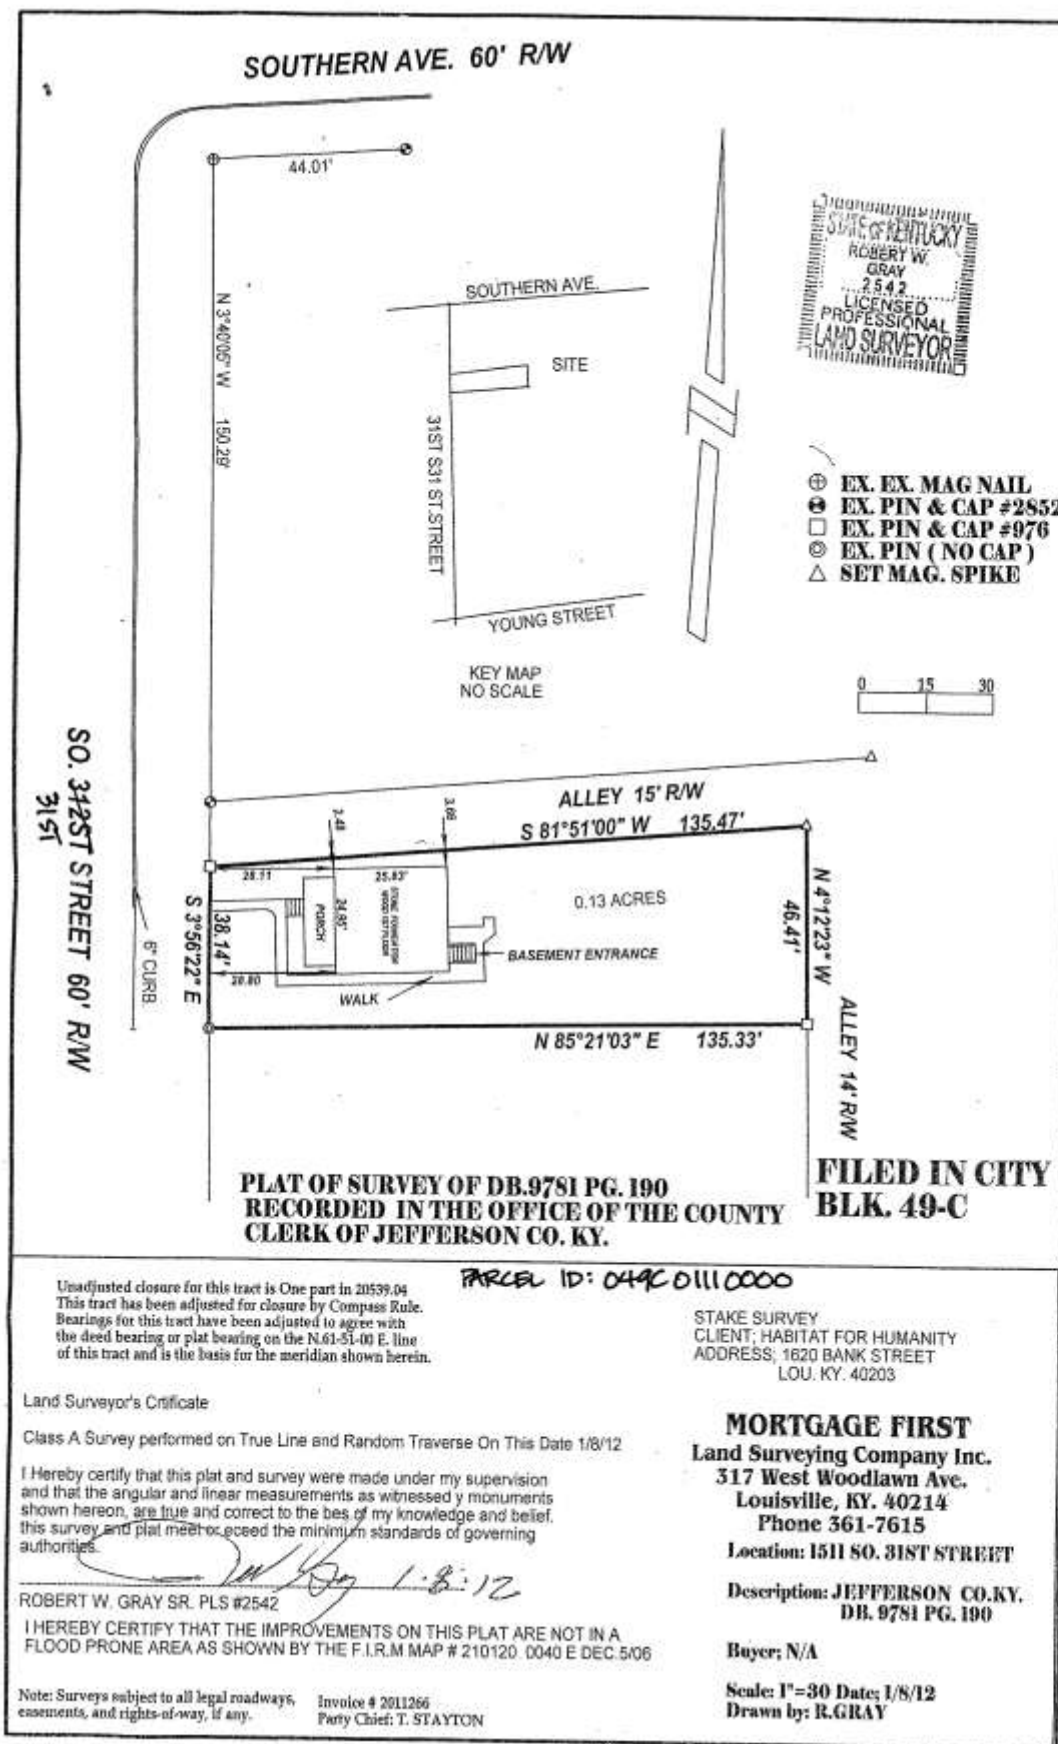 SOUTHERN AVE. 60' R/W
44.01'
N 3°40'06" W 150.29'
SOUTHERN AVE.
SITE
31ST S31 ST.STREET
YOUNG STREET
KEY MAP
NO SCALE
STATE OF KENTUCKY
ROBERT W.
GRAY
2542
LICENSED
PROFESSIONAL
LAND SURVEYOR
EX. EX. MAG NAIL
EX. PIN & CAP #2852
EX. PIN & CAP #976
EX. PIN ( NO CAP )
SET MAG. SPIKE
0 15 30
SO. 312ST STREET 60' R/W
31ST
6" CURB
ALLEY 15' R/W
S 81°51'00" W 135.47'
3.69
25.83'
24.95'
PORCH
STONE FOUNDATION
WOOD 1ST FLOOR
0.13 ACRES
BASEMENT ENTRANCE
WALK
S 3°56'22" E
38.14'
N 4°12'23" W
46.41'
ALLEY 14' R/W
N 85°21'03" E 135.33'
PLAT OF SURVEY OF DB.9781 PG. 190
RECORDED IN THE OFFICE OF THE COUNTY
CLERK OF JEFFERSON CO. KY.
FILED IN CITY
BLK. 49-C
PARCEL ID: 049C01110000
Unadjusted closure for this tract is One part in 20539.04
This tract has been adjusted for closure by Compass Rule.
Bearings for this tract have been adjusted to agree with
the deed bearing or plat bearing on the N.61-51-00 E. line
of this tract and is the basis for the meridian shown herein.
Land Surveyor's Crtificate
Class A Survey performed on True Line and Random Traverse On This Date 1/8/12
I Hereby certify that this plat and survey were made under my supervision
and that the angular and linear measurements as witnessed y monuments
shown hereon, are true and correct to the bes of my knowledge and belief.
this survey and plat meet or eceed the minimum standards of governing
authorities.
1-8-12
ROBERT W. GRAY SR. PLS #2542
I HEREBY CERTIFY THAT THE IMPROVEMENTS ON THIS PLAT ARE NOT IN A
FLOOD PRONE AREA AS SHOWN BY THE F.I.R.M MAP # 210120 0040 E DEC.5/06
Note: Surveys subject to all legal roadways,
easements, and rights-of-way, if any.
Invoice # 2011266
Party Chief: T. STAYTON
STAKE SURVEY
CLIENT; HABITAT FOR HUMANITY
ADDRESS; 1620 BANK STREET
LOU. KY. 40203
MORTGAGE FIRST
Land Surveying Company Inc.
317 West Woodlawn Ave.
Louisville, KY. 40214
Phone 361-7615
Location: 1511 SO. 31ST STREET
Description: JEFFERSON CO.KY.
DB. 9781 PG. 190
Buyer; N/A
Scale: 1"=30 Date; 1/8/12
Drawn by: R.GRAY